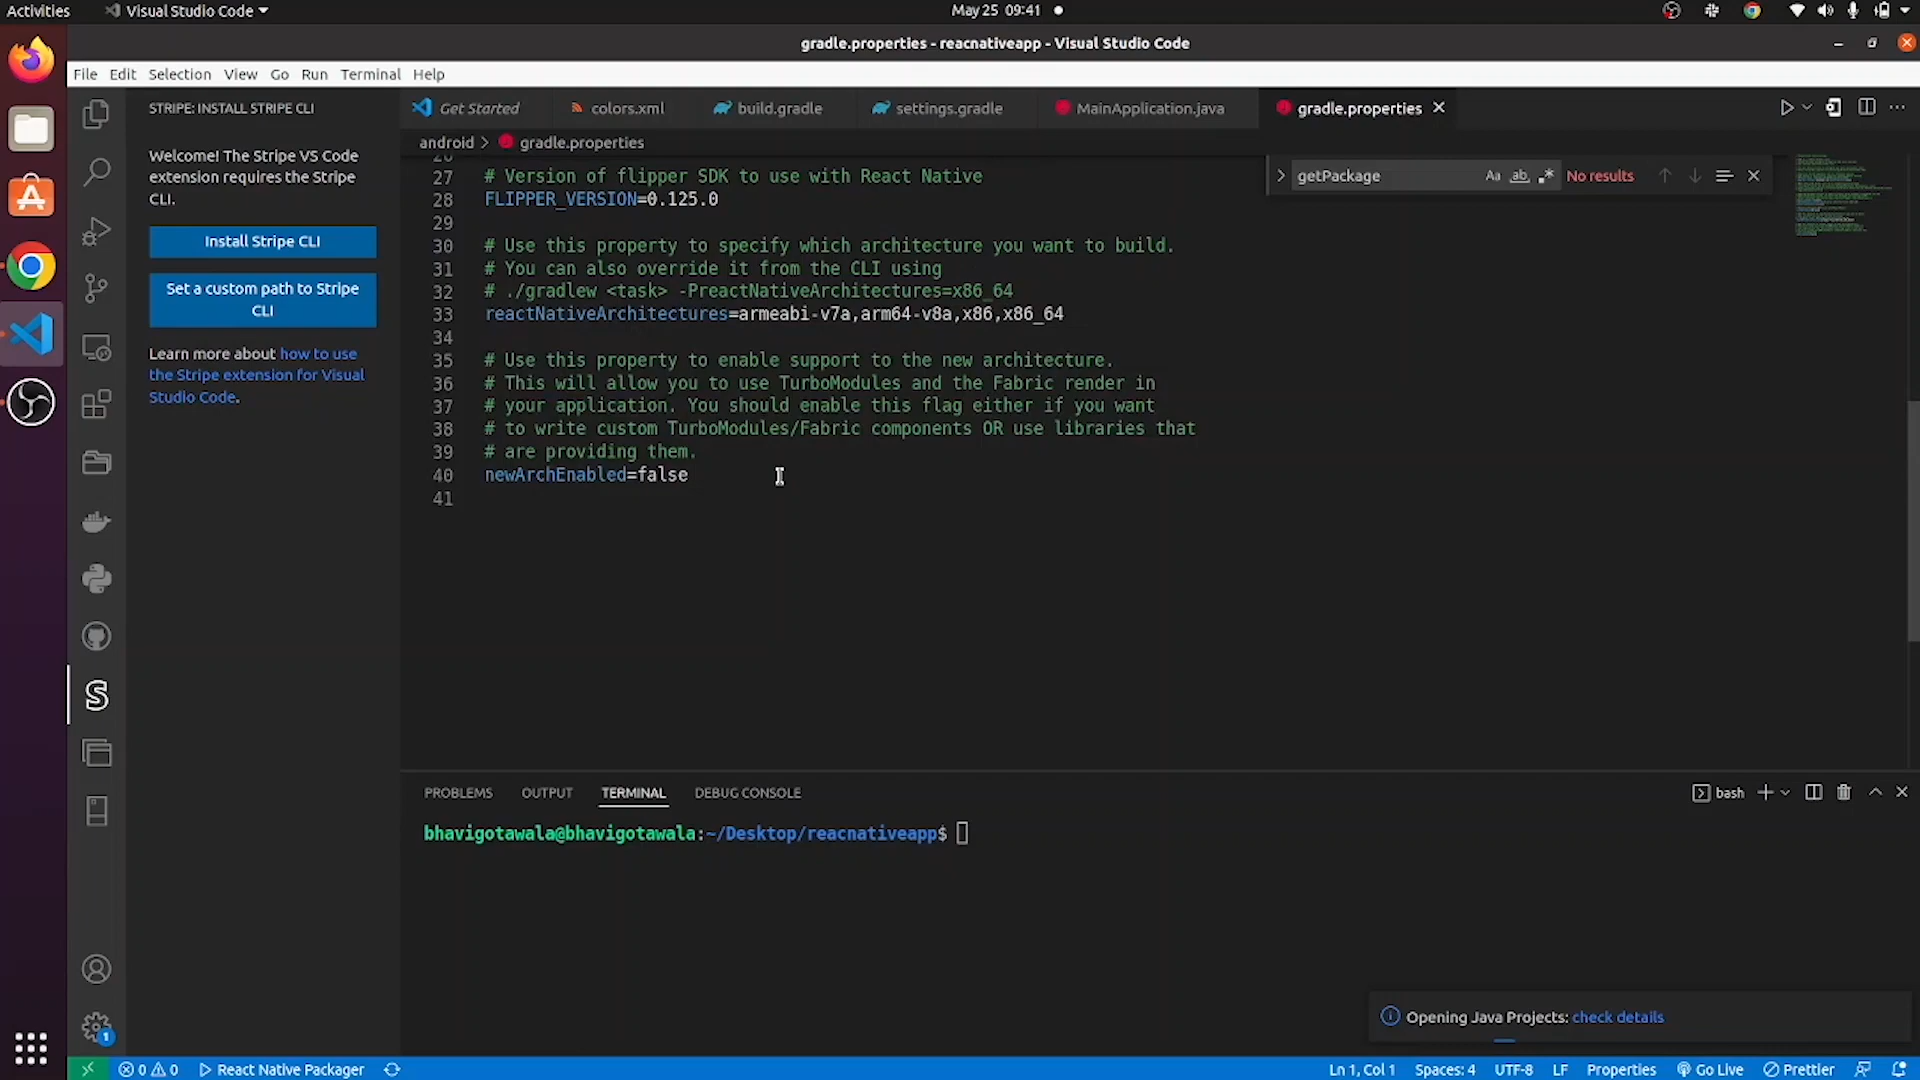 Activities
Visual Studio Code
May 25 09:41
gradle.properties - reacnativeapp - Visual Studio Code
File Edit Selection View Go Run Terminal Help
STRIPE: INSTALL STRIPE CLI
Welcome! The Stripe VS Code
extension requires the Stripe
CLI.
Install Stripe CLI
Set a custom path to Stripe
CLI
Learn more about how to use
the Stripe extension for Visual
Studio Code.
Get Started
colors.xml
build.gradle
settings.gradle
MainApplication.java
gradle.properties
android > gradle.properties
getPackage
Aa ab .*
No results
26
27 # Version of flipper SDK to use with React Native
28 FLIPPER_VERSION=0.125.0
29
30 # Use this property to specify which architecture you want to build.
31 # You can also override it from the CLI using
32 # ./gradlew <task> -PreactNativeArchitectures=x86_64
33 reactNativeArchitectures=armeabi-v7a,arm64-v8a,x86,x86_64
34
35 # Use this property to enable support to the new architecture.
36 # This will allow you to use TurboModules and the Fabric render in
37 # your application. You should enable this flag either if you want
38 # to write custom TurboModules/Fabric components OR use libraries that
39 # are providing them.
40 newArchEnabled=false
41
PROBLEMS OUTPUT TERMINAL DEBUG CONSOLE
bash
bhavigotawala@bhavigotawala:~/Desktop/reacnativeapp$
Opening Java Projects: check details
1
0 0 React Native Packager
Ln 1, Col 1 Spaces: 4 UTF-8 LF Properties Go Live Prettier